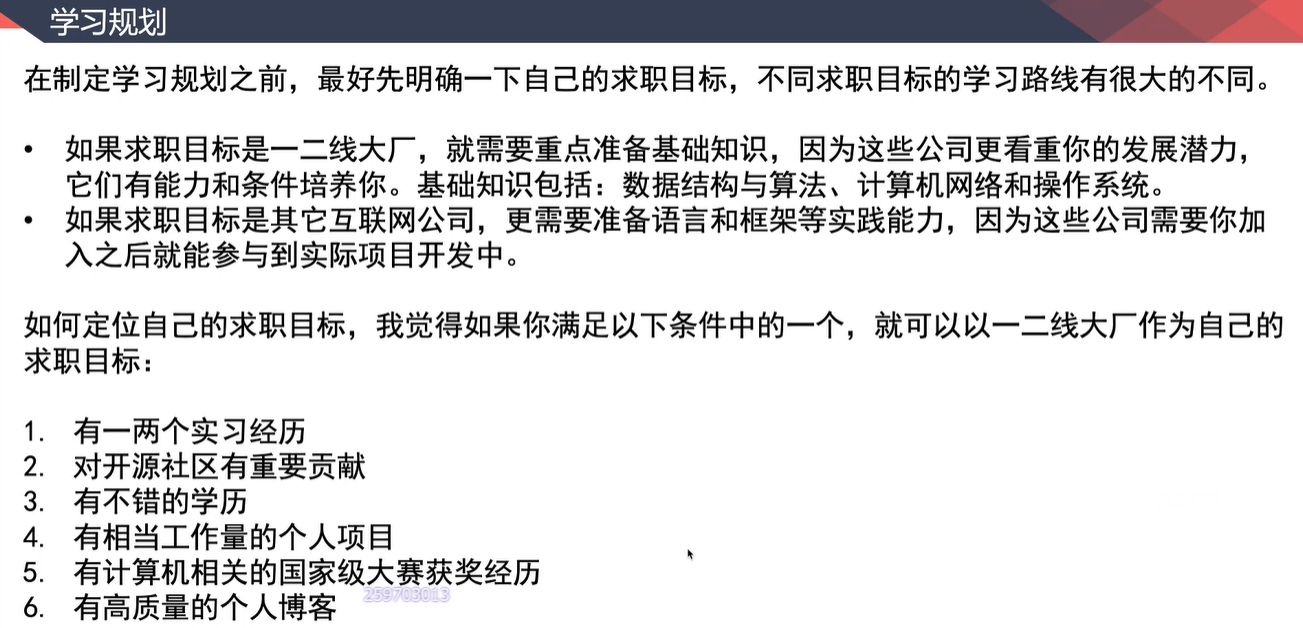 学习规划
在制定学习规划之前，最好先明确一下自己的求职目标，不同求职目标的学习路线有很大的不同。
• 如果求职目标是一二线大厂，就需要重点准备基础知识，因为这些公司更看重你的发展潜力，
它们有能力和条件培养你。基础知识包括：数据结构与算法、计算机网络和操作系统。
• 如果求职目标是其它互联网公司，更需要准备语言和框架等实践能力，因为这些公司需要你加
入之后就能参与到实际项目开发中。
如何定位自己的求职目标，我觉得如果你满足以下条件中的一个，就可以以一二线大厂作为自己的
求职目标：
1. 有一两个实习经历
2. 对开源社区有重要贡献
3. 有不错的学历
4. 有相当工作量的个人项目
5. 有计算机相关的国家级大赛获奖经历
6. 有高质量的个人博客
259703013